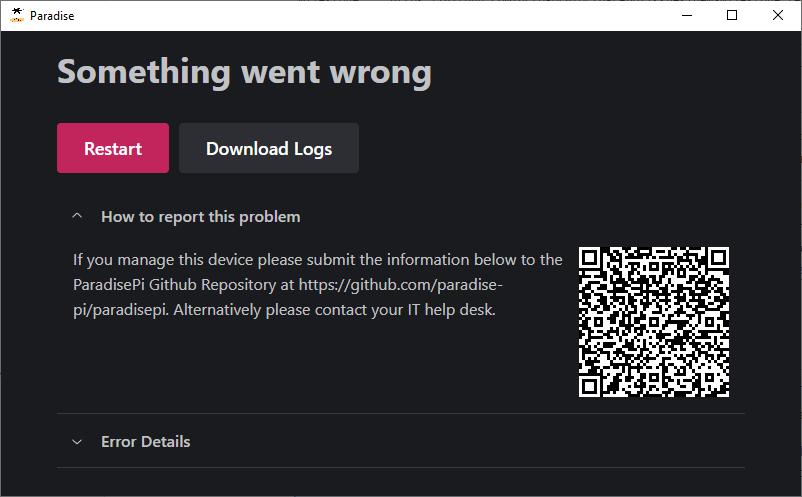 Paradise
Something went wrong
Restart
Download Logs
How to report this problem
If you manage this device please submit the information below to the
ParadisePi Github Repository at https://github.com/paradise-
pi/paradisepi. Alternatively please contact your IT help desk.
Error Details